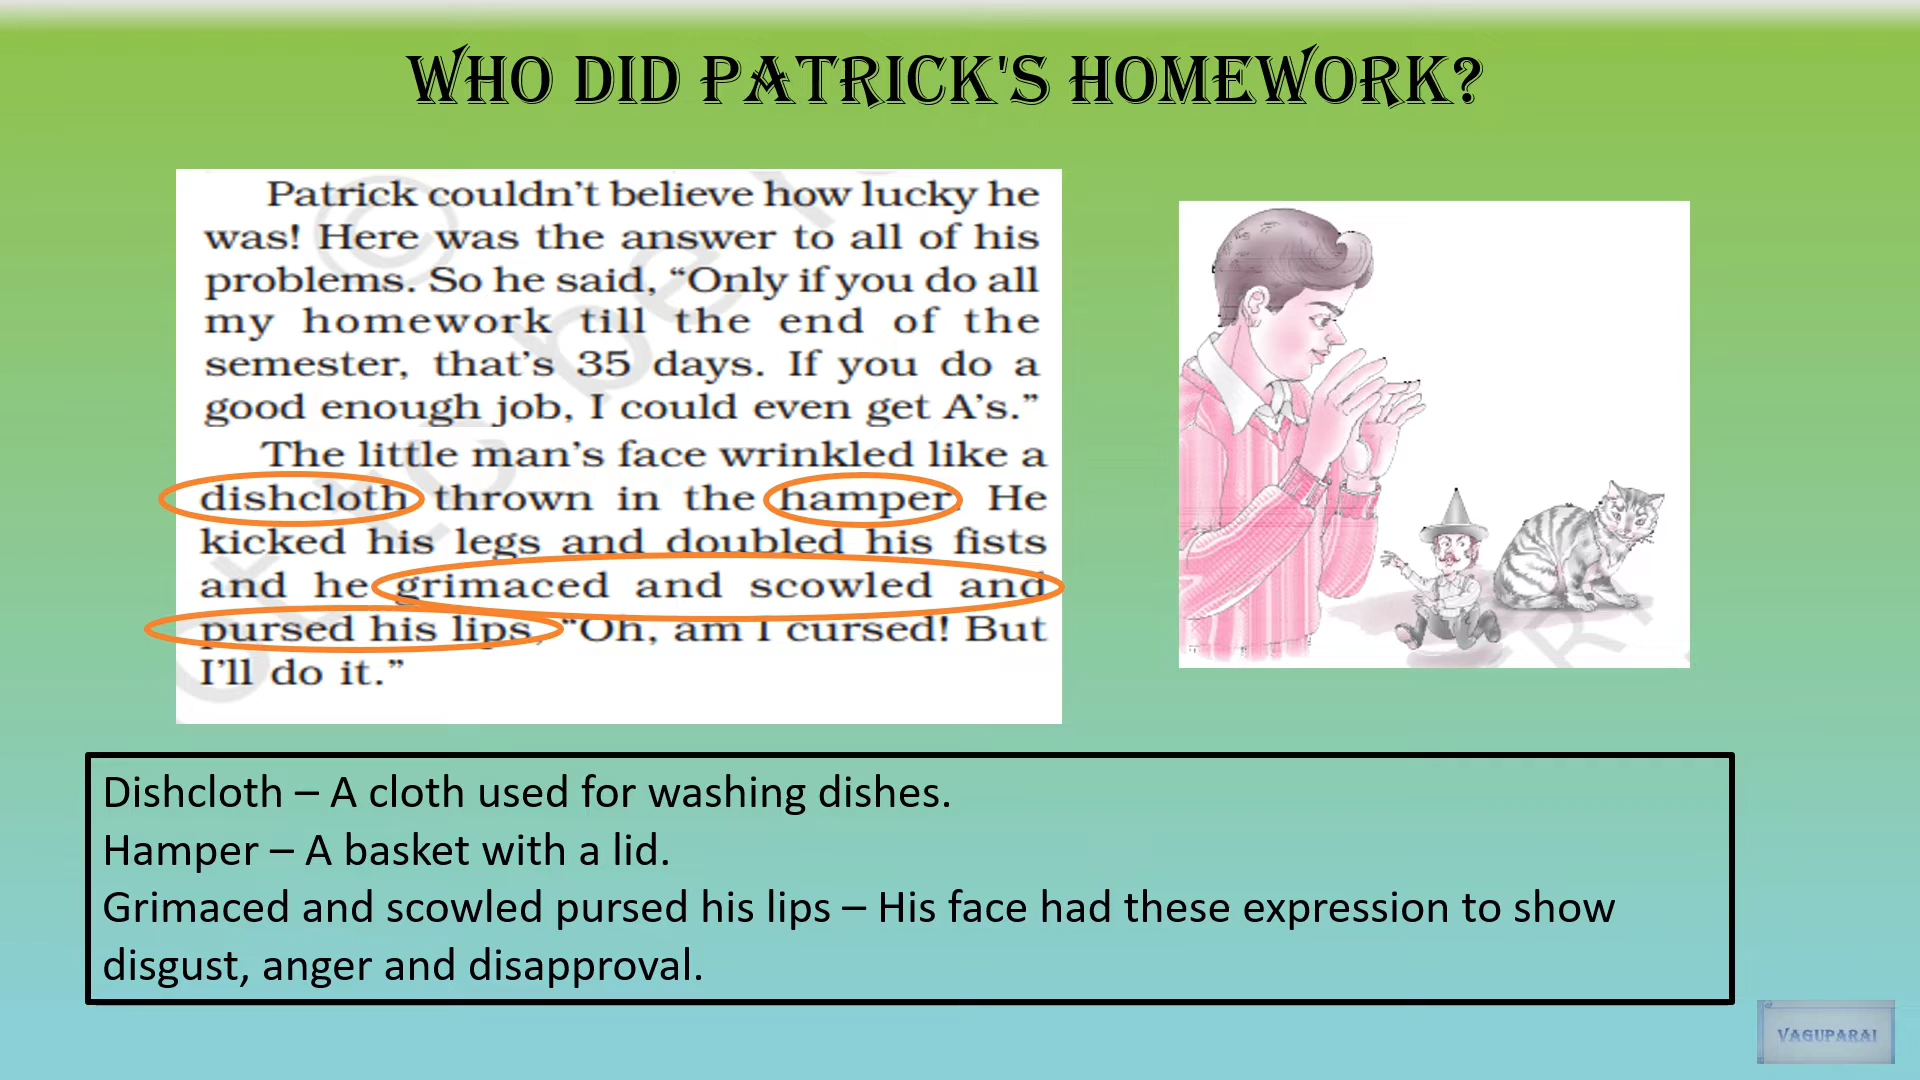 WHO DID PATRICK'S HOMEWORK?
Patrick couldn't believe how lucky he
was! Here was the answer to all of his
problems. So he said, “Only if you do all
my homework till the end of the
semester, that's 35 days. If you do a
good enough job, I could even get A's.”
The little man's face wrinkled like a
dishcloth thrown in the hamper. He
kicked his legs and doubled his fists
and he grimaced and scowled and
pursed his lips, “Oh, am I cursed! But
I'll do it.”
Dishcloth – A cloth used for washing dishes.
Hamper – A basket with a lid.
Grimaced and scowled pursed his lips – His face had these expression to show
disgust, anger and disapproval.
VAGUPARAI